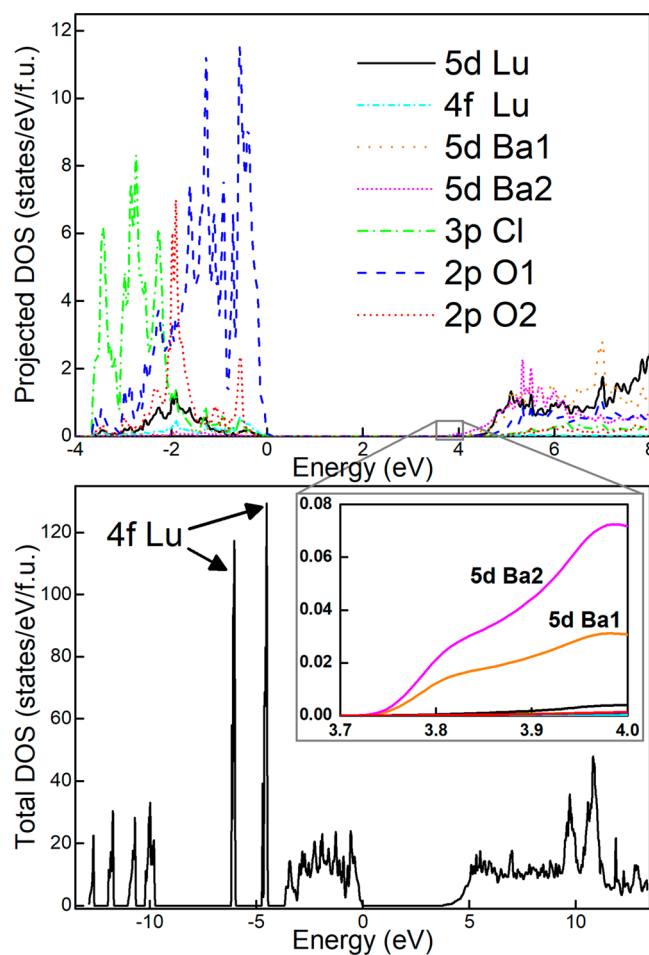 Projected DOS (states/eV/f.u.)
12
10
8
6
4
2
0
5d Lu
4f Lu
5d Ba1
5d Ba2
3p Cl
2p O1
2p O2
-4 -2 0 2 4 6 8
Energy (eV)
Total DOS (states/eV/f.u.)
120
100
80
60
40
20
0
4f Lu
0.08
0.06
0.04
0.02
0.00
5d Ba2
5d Ba1
3.7 3.8 3.9 4.0
-10 -5 0 5 10
Energy (eV)